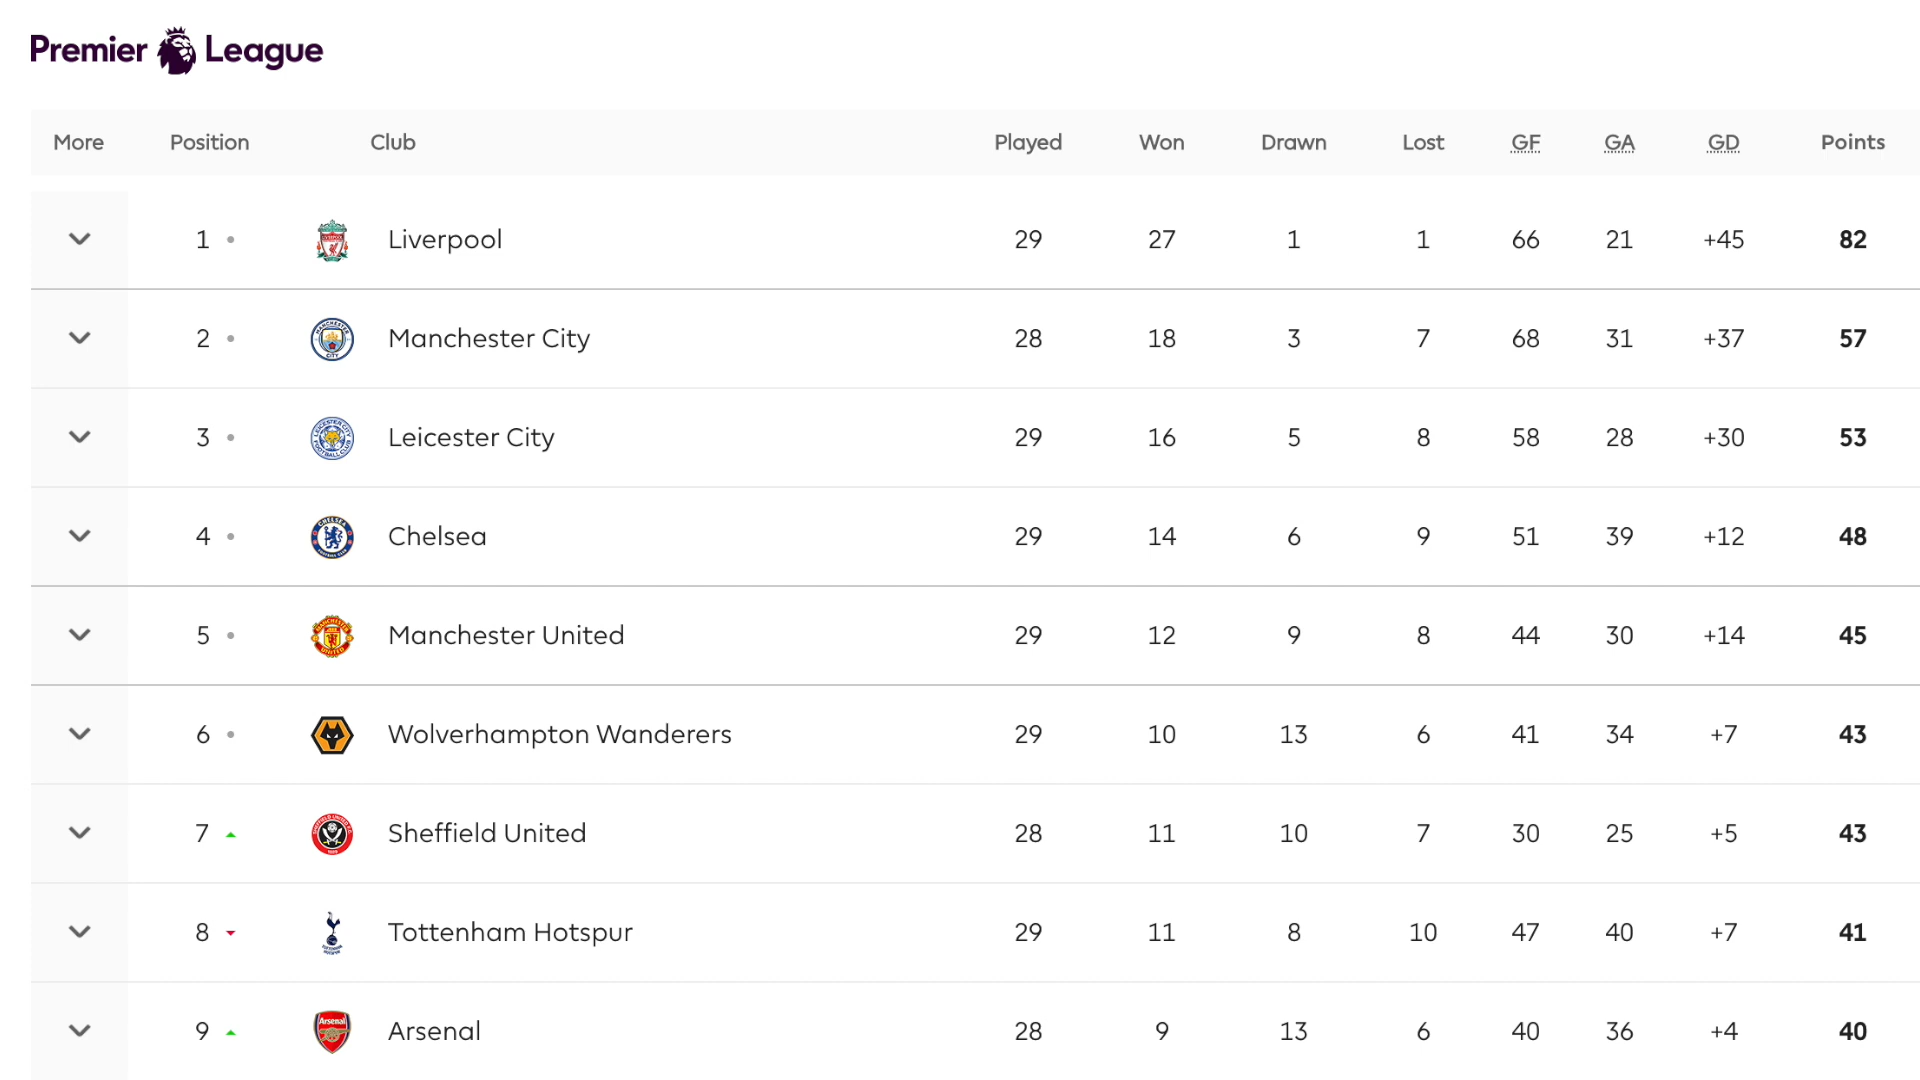 Premier League
More Position Club Played Won Drawn Lost GF GA GD Points
1 Liverpool 29 27 1 1 66 21 +45 82
2 Manchester City 28 18 3 7 68 31 +37 57
3 Leicester City 29 16 5 8 58 28 +30 53
4 Chelsea 29 14 6 9 51 39 +12 48
5 Manchester United 29 12 9 8 44 30 +14 45
6 Wolverhampton Wanderers 29 10 13 6 41 34 +7 43
7 Sheffield United 28 11 10 7 30 25 +5 43
8 Tottenham Hotspur 29 11 8 10 47 40 +7 41
9 Arsenal 28 9 13 6 40 36 +4 40